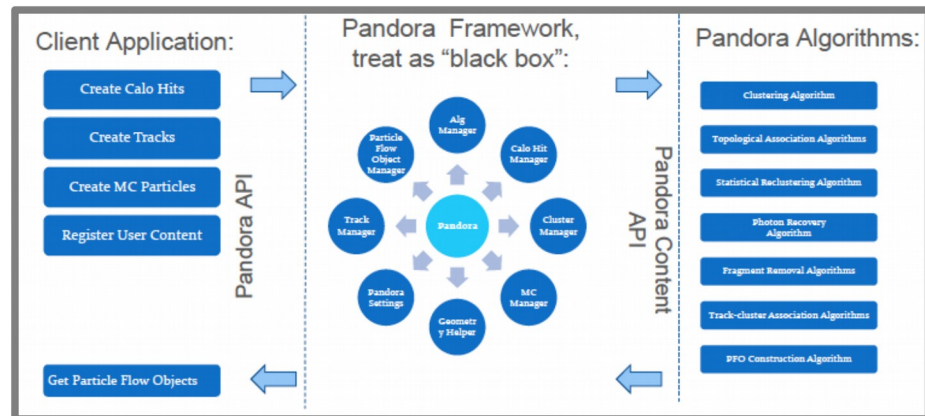 Client Application:
Create Calo Hits
Create Tracks
Create MC Particles
Register User Content
Get Particle Flow Objects
Pandora API
Pandora Framework,
treat as "black box":
Alg
Manager
Calo Hit
Manager
Cluster
Manager
MC
Manager
Geometr
y Helper
Pandora
Settings
Track
Manager
Particle
Flow
Object
Manager
Pandora
Pandora Content
API
Pandora Algorithms:
Clustering Algorithm
Topological Association Algorithms
Statistical Reclustering Algorithm
Photon Recovery
Algorithm
Fragment Removal Algorithms
Track-cluster Association Algorithms
PFO Construction Algorithm